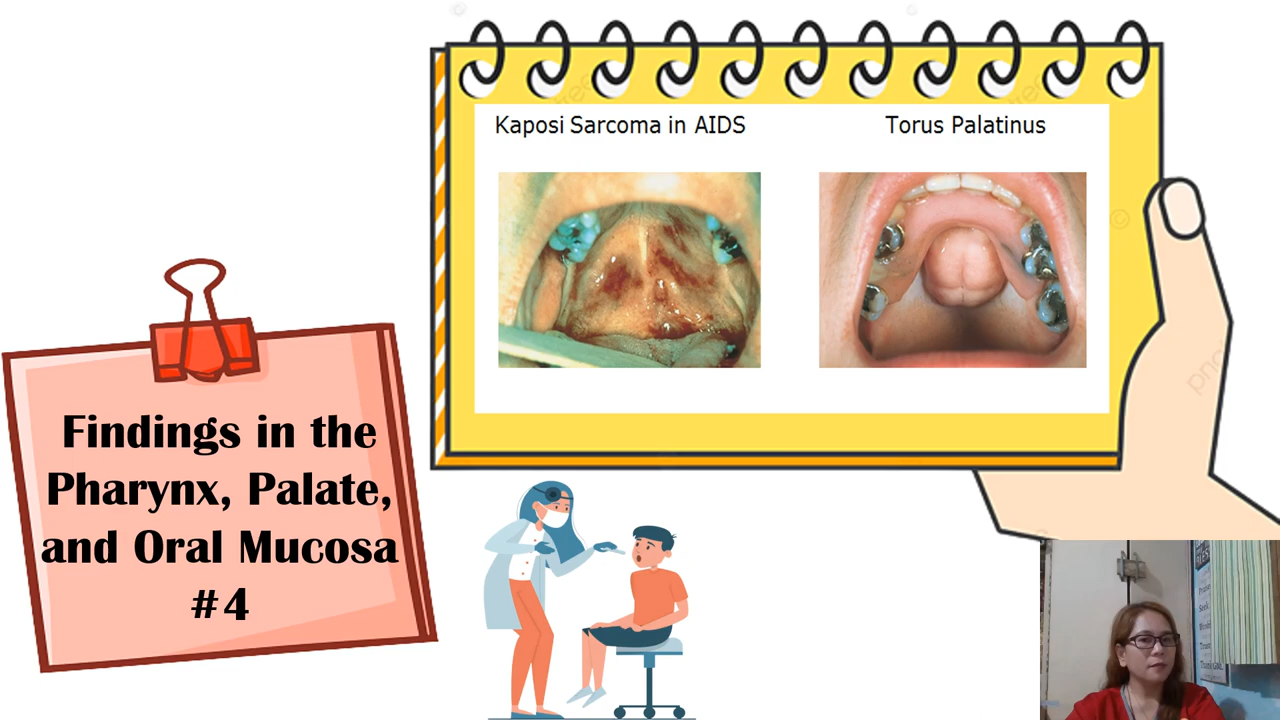 Kaposi Sarcoma in AIDS
Torus Palatinus
Findings in the
Pharynx, Palate,
and Oral Mucosa
#4